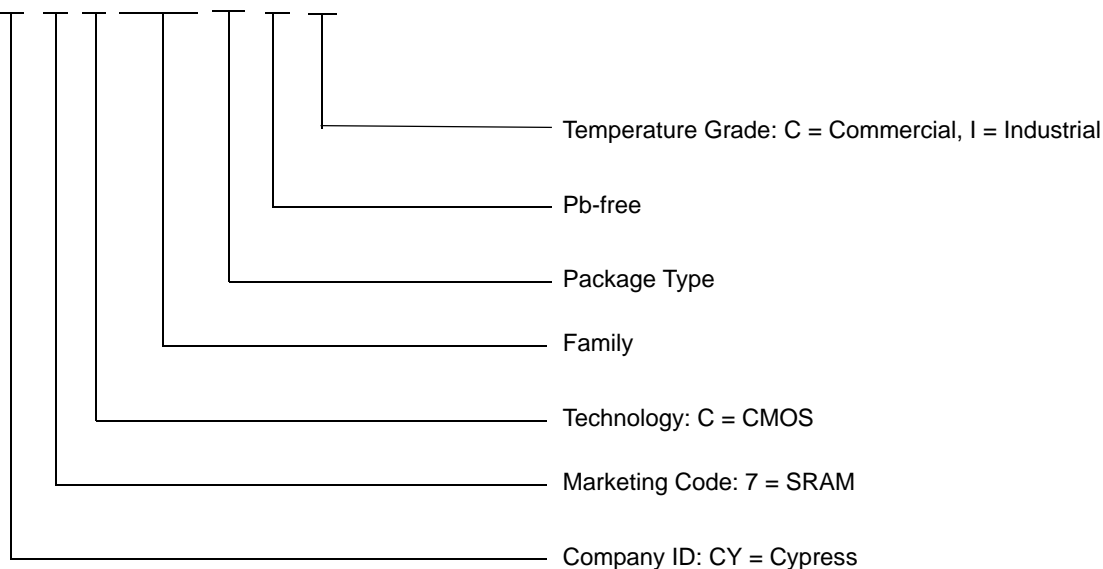 Temperature Grade: C = Commercial, I = Industrial
Pb-free
Package Type
Family
Technology: C = CMOS
Marketing Code: 7 = SRAM
Company ID: CY = Cypress